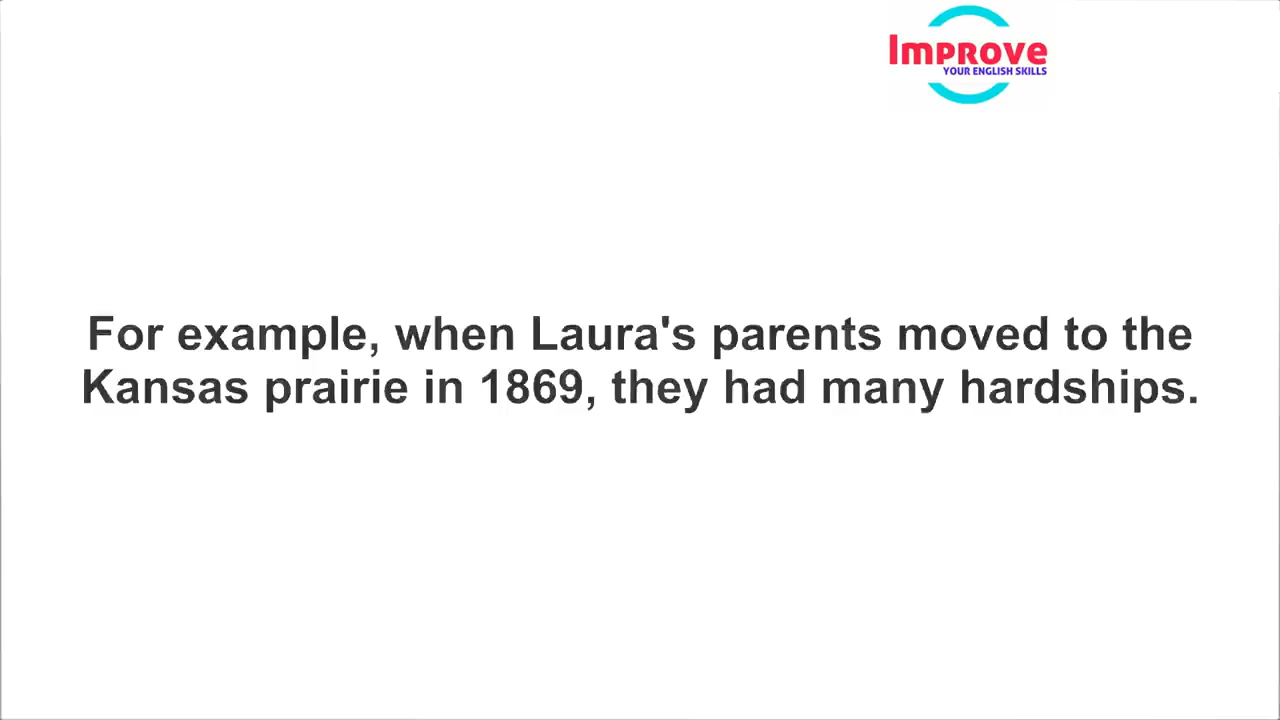 Improve
YOUR ENGLISH SKILLS
For example, when Laura's parents moved to the
Kansas prairie in 1869, they had many hardships.